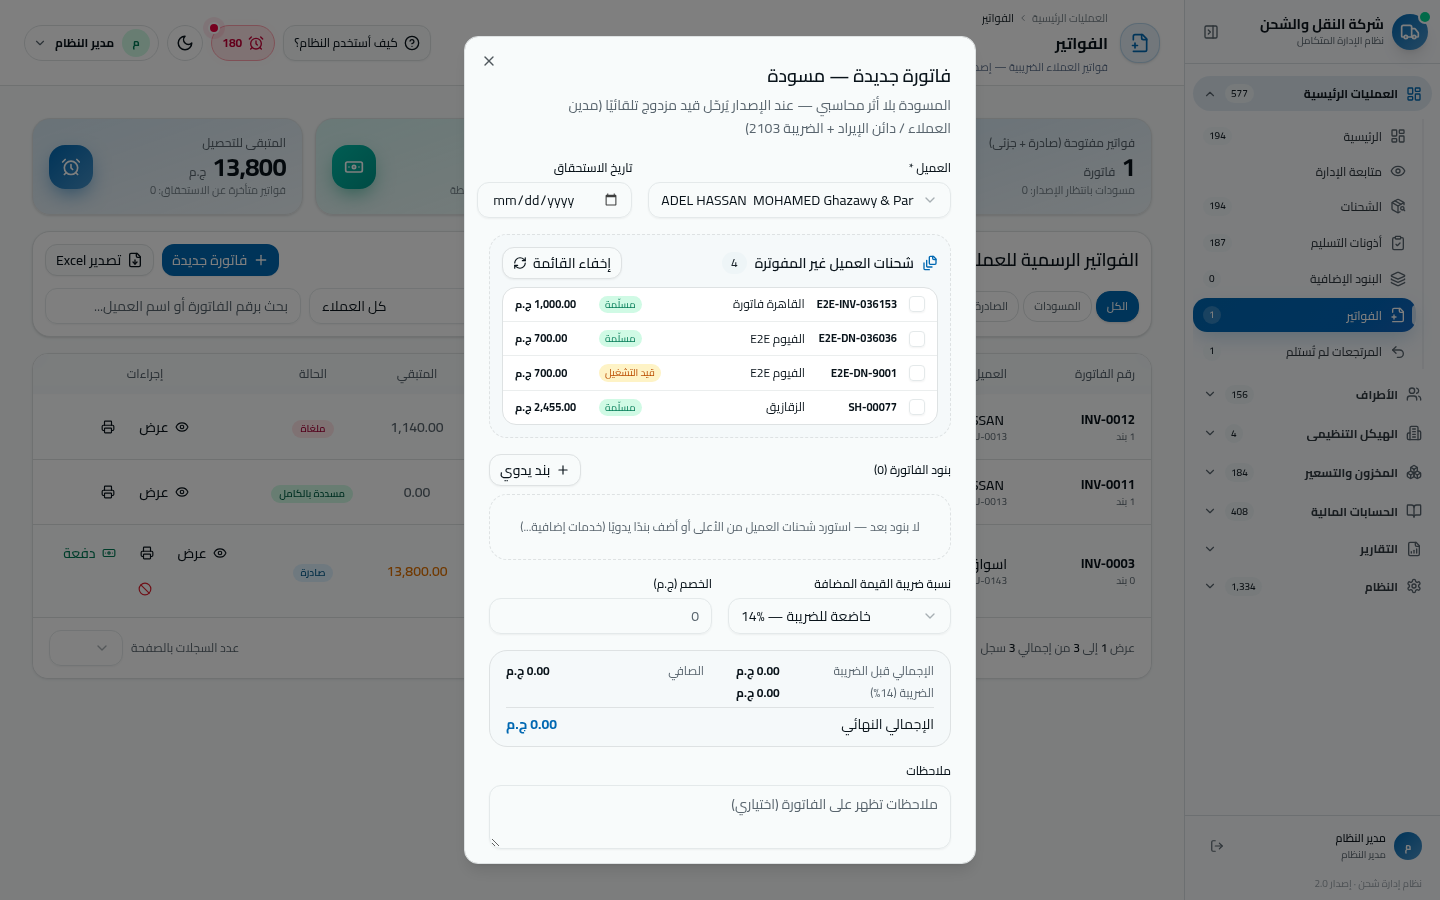 شركة النقل والشحن
نظام الإدارة المتكامل
العمليات الرئيسية
577
الرئيسية
194
متابعة الإدارة
الشحنات
194
أذونات التسليم
187
البنود الإضافية
0
الفواتير
1
المرتجعات لم تُستلم
1
الأطراف
156
الهيكل التنظيمي
4
المخزون والتسعير
184
الحسابات المالية
408
التقارير
النظام
1,334
م
مدير النظام
مدير النظام
نظام إدارة شحن · إصدار 2.0
العمليات الرئيسية
الفواتير
الفواتير
فواتير العملاء الضريبية —
كيف أستخدم النظام؟
180
م
مدير النظام
فواتير مفتوحة (صادرة + جزئي)
1 فاتورة
مسودات بانتظار الإصدار: 0
المتبقي للتحصيل
13,800 ج.م
فواتير متأخرة عن الاستحقاق: 0
الفواتير الرسمية
فاتورة جديدة
تصدير Excel
الكل
المسودات
الصادرة
كل العملاء
بحث برقم الفاتورة أو اسم العميل...
رقم الفاتورة
العميل
المتبقي
الحالة
إجراءات
INV-0012
1 بند
1,140.00
ملغاة
عرض
INV-0011
1 بند
0.00
مسددة بالكامل
عرض
INV-0003
0 بند
13,800.00
صادرة
عرض
دفعة
عرض 1 إلى 3 من إجمالي 3 سجل
عدد السجلات بالصفحة
فاتورة جديدة — مسودة
المسودة بلا أثر محاسبي — عند الإصدار يُرحّل قيد مزدوج تلقائيًا (مدين
العملاء / دائن الإيراد + الضريبة 2103)
العميل *
تاريخ الاستحقاق
ADEL HASSAN MOHAMED Ghazawy & Par
mm/dd/yyyy
شحنات العميل غير المفوترة
4
إخفاء القائمة
E2E-INV-036153 القاهرة فاتورة مسلّمة 1,000.00 ج.م
E2E-DN-036036 الفيوم E2E مسلّمة 700.00 ج.م
E2E-DN-9001 الفيوم E2E قيد التشغيل 700.00 ج.م
SH-00077 الزقازيق مسلّمة 2,455.00 ج.م
بنود الفاتورة (0)
بند يدوي
لا بنود بعد — استورد شحنات العميل من الأعلى أو أضف بندًا يدويًا (خدمات إضافية...)
نسبة ضريبة القيمة المضافة
الخصم (ج.م)
خاضعة للضريبة — 14%
0
الإجمالي قبل الضريبة 0.00 ج.م
الصافي 0.00 ج.م
الضريبة (14%) 0.00 ج.م
الإجمالي النهائي 0.00 ج.م
ملاحظات
ملاحظات تظهر على الفاتورة (اختياري)